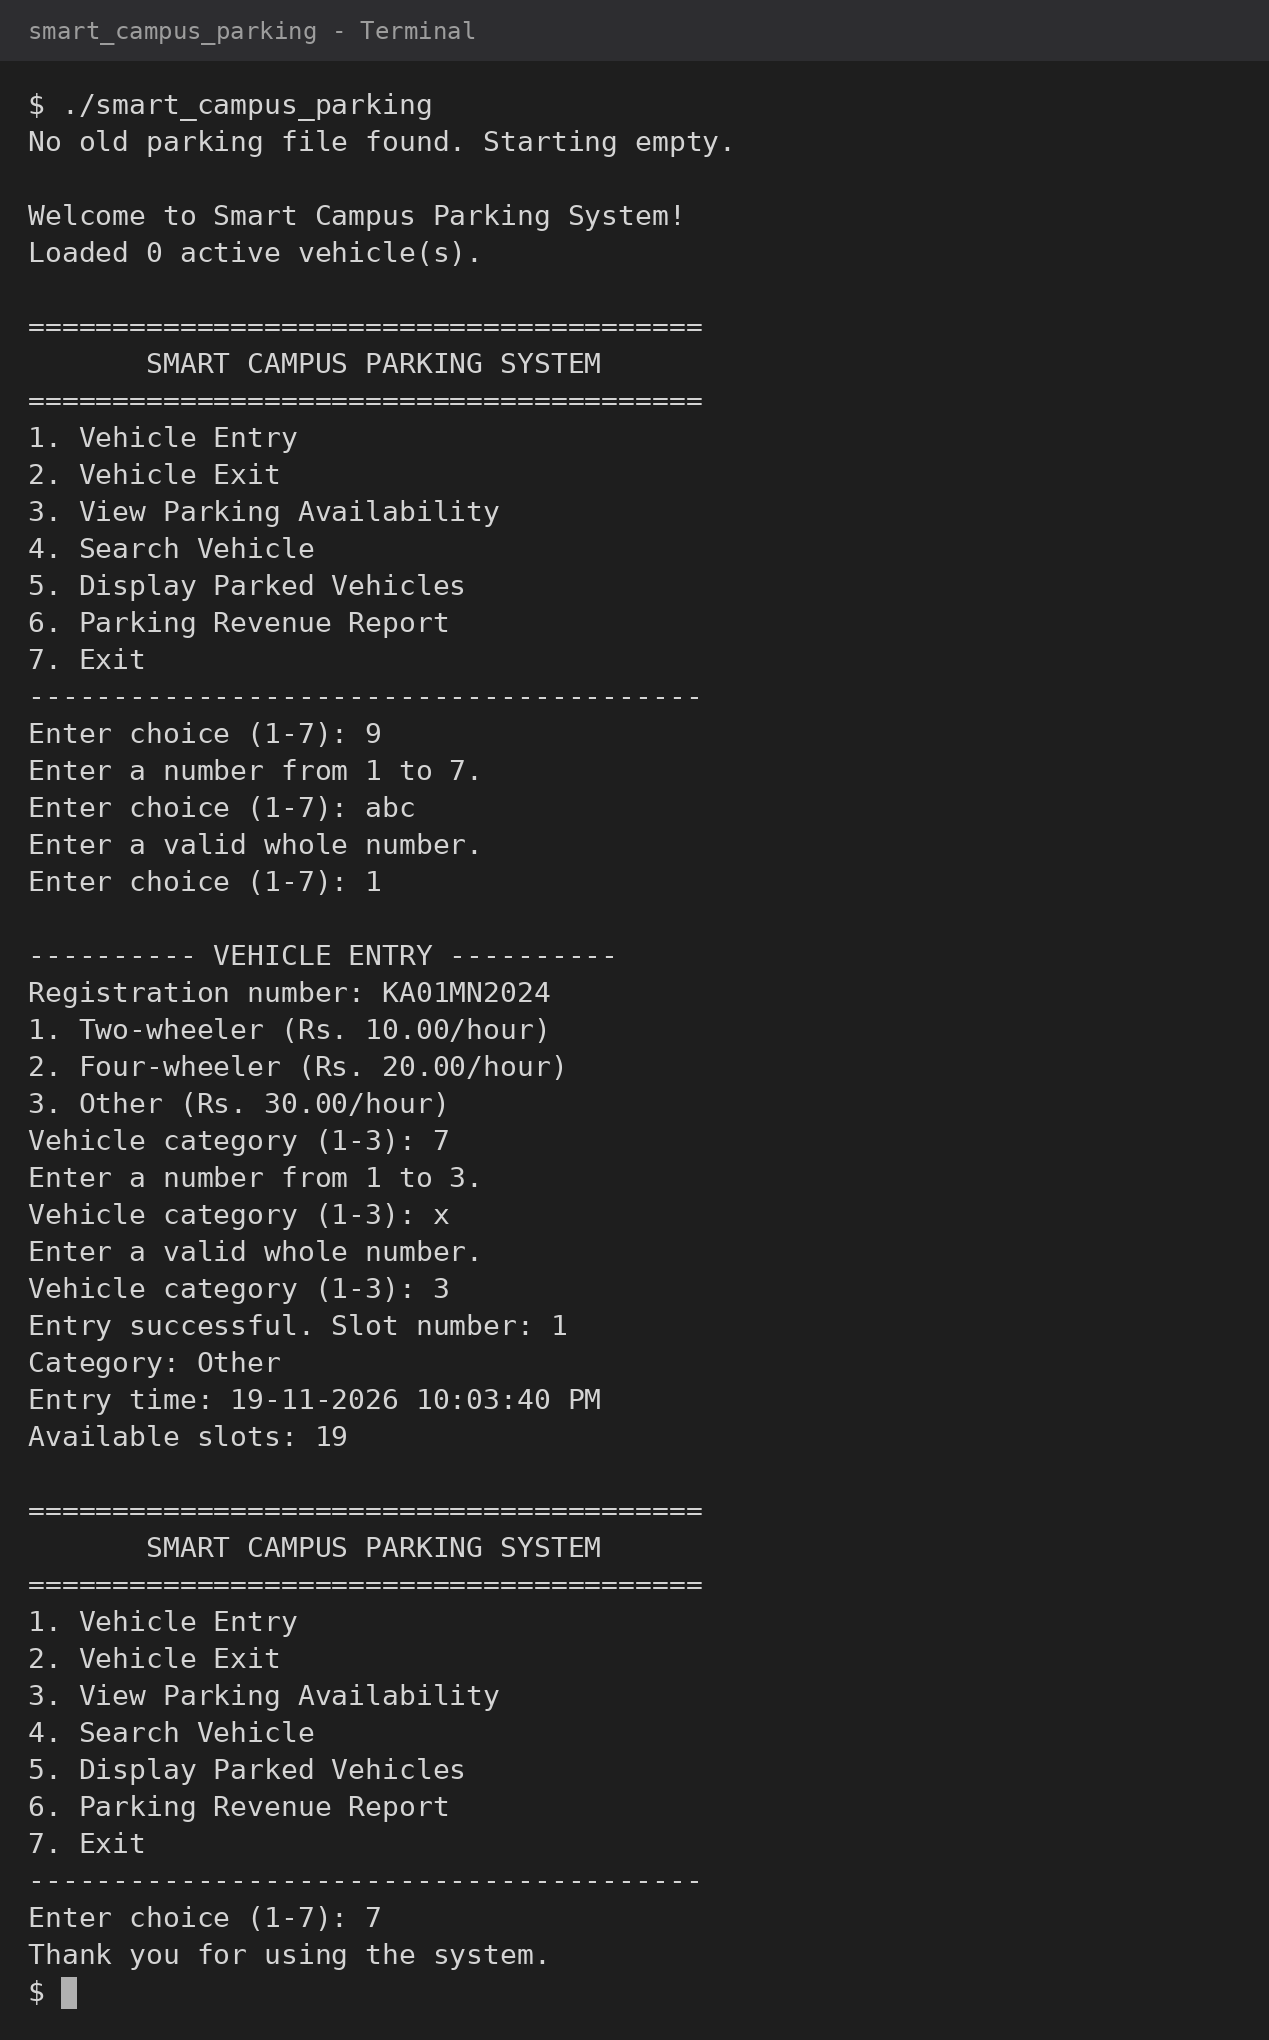 smart_campus_parking - Terminal
$ ./smart_campus_parking
No old parking file found. Starting empty.

Welcome to Smart Campus Parking System!
Loaded 0 active vehicle(s).

========================================
       SMART CAMPUS PARKING SYSTEM
========================================
1. Vehicle Entry
2. Vehicle Exit
3. View Parking Availability
4. Search Vehicle
5. Display Parked Vehicles
6. Parking Revenue Report
7. Exit
----------------------------------------
Enter choice (1-7): 9
Enter a number from 1 to 7.
Enter choice (1-7): abc
Enter a valid whole number.
Enter choice (1-7): 1

---------- VEHICLE ENTRY ----------
Registration number: KA01MN2024
1. Two-wheeler (Rs. 10.00/hour)
2. Four-wheeler (Rs. 20.00/hour)
3. Other (Rs. 30.00/hour)
Vehicle category (1-3): 7
Enter a number from 1 to 3.
Vehicle category (1-3): x
Enter a valid whole number.
Vehicle category (1-3): 3
Entry successful. Slot number: 1
Category: Other
Entry time: 19-11-2026 10:03:40 PM
Available slots: 19

========================================
       SMART CAMPUS PARKING SYSTEM
========================================
1. Vehicle Entry
2. Vehicle Exit
3. View Parking Availability
4. Search Vehicle
5. Display Parked Vehicles
6. Parking Revenue Report
7. Exit
----------------------------------------
Enter choice (1-7): 7
Thank you for using the system.
$